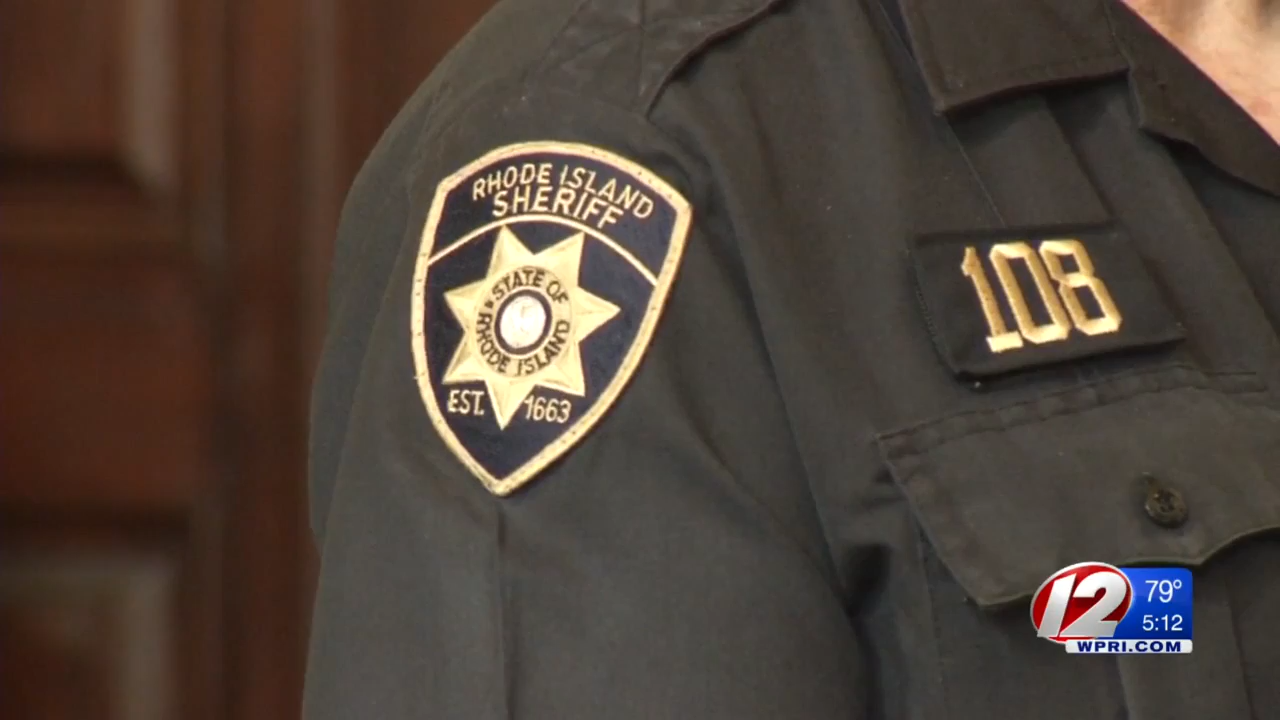 RHODE ISLAND
SHERIFF
STATE OF
RHODE ISLAND
EST. 1663
108
12
79°
5:12
WPRI.COM